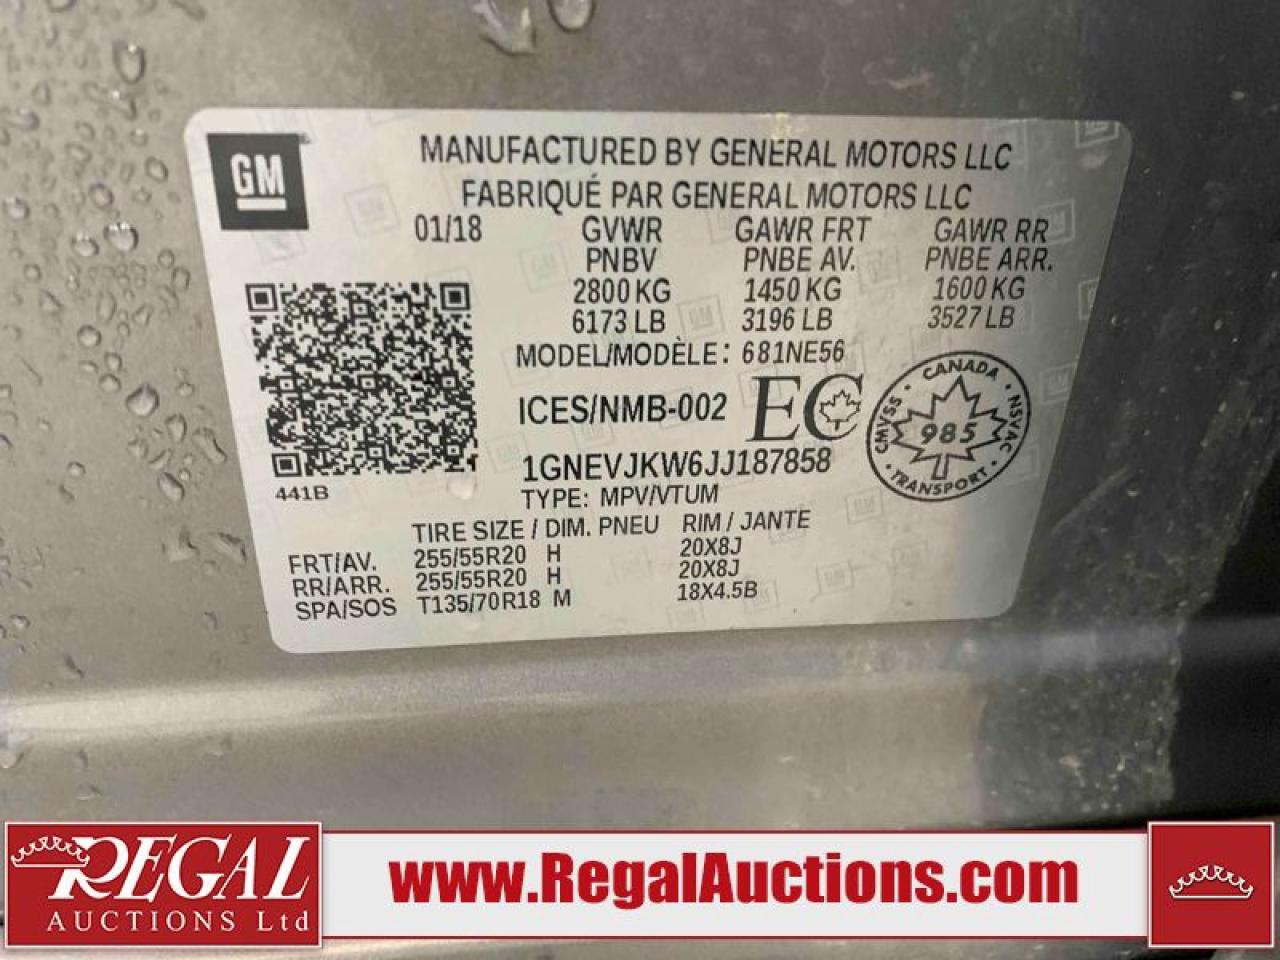 GM
MANUFACTURED BY GENERAL MOTORS LLC
FABRIQUÉ PAR GENERAL MOTORS LLC
01/18 GVWR GAWR FRT GAWR RR
PNBV PNBE AV. PNBE ARR.
2800 KG 1450 KG 1600 KG
6173 LB 3196 LB 3527 LB
MODEL/MODÈLE: 681NE56
ICES/NMB-002 EC
CANADA
CMVSS 985 NSVAC
TRANSPORT
1GNEVJKW6JJ187858
441B
TYPE: MPV/VTUM
TIRE SIZE / DIM. PNEU RIM / JANTE
FRT/AV. 255/55R20 H 20X8J
RR/ARR. 255/55R20 H 20X8J
SPA/SOS T135/70R18 M 18X4.5B
REGAL
AUCTIONS Ltd
www.RegalAuctions.com